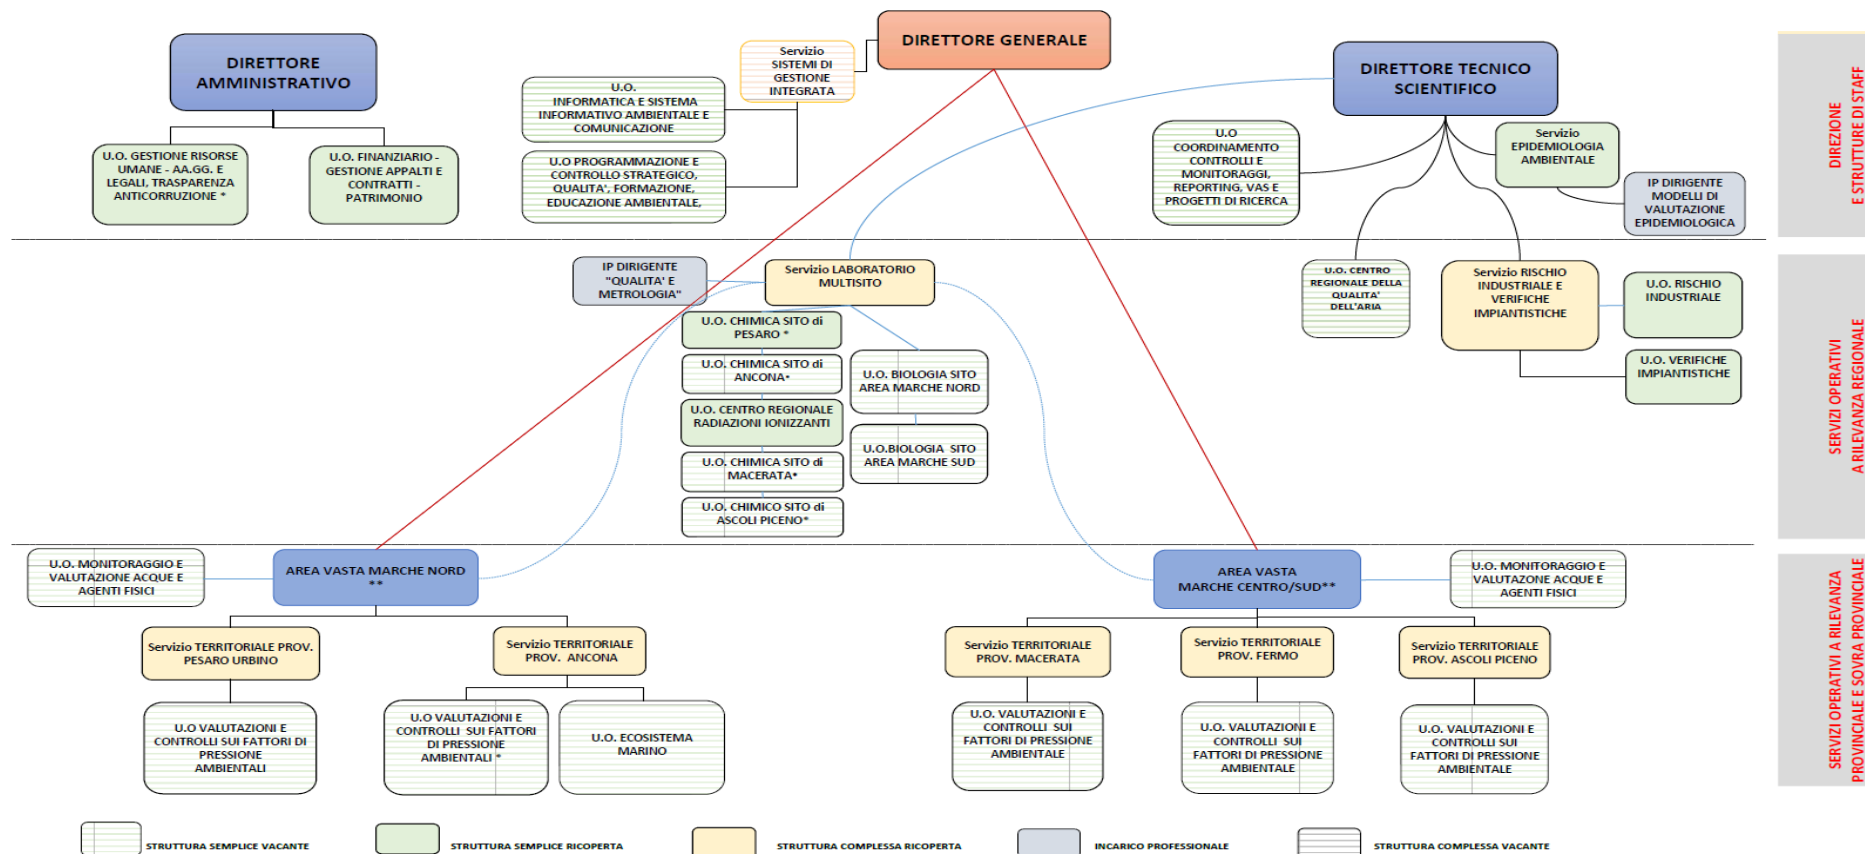 DIRETTORE GENERALE
DIRETTORE
AMMINISTRATIVO
Servizio
SISTEMI DI
GESTIONE
INTEGRATA
DIRETTORE TECNICO
SCIENTIFICO
U.O.
INFORMATICA E SISTEMA
INFORMATIVO AMBIENTALE E
COMUNICAZIONE
U.O PROGRAMMAZIONE E
CONTROLLO STRATEGICO,
QUALITA', FORMAZIONE,
EDUCAZIONE AMBIENTALE,
U.O. GESTIONE RISORSE
UMANE - AA.GG. E
LEGALI, TRASPARENZA
ANTICORRUZIONE *
U.O. FINANZIARIO -
GESTIONE APPALTI E
CONTRATTI -
PATRIMONIO
U.O
COORDINAMENTO
CONTROLLI E
MONITORAGGI,
REPORTING, VAS E
PROGETTI DI RICERCA
Servizio
EPIDEMIOLOGIA
AMBIENTALE
IP DIRIGENTE
MODELLI DI
VALUTAZIONE
EPIDEMIOLOGICA
DIREZIONE
E STRUTTURE DI STAFF
IP DIRIGENTE
"QUALITA' E
METROLOGIA"
Servizio LABORATORIO
MULTISITO
U.O. CHIMICA SITO di
PESARO *
U.O. CHIMICA SITO di
ANCONA*
U.O. CENTRO REGIONALE
RADIAZIONI IONIZZANTI
U.O. CHIMICA SITO di
MACERATA*
U.O. CHIMICO SITO di
ASCOLI PICENO*
U.O. BIOLOGIA SITO
AREA MARCHE NORD
U.O.BIOLOGIA SITO
AREA MARCHE SUD
U.O. CENTRO
REGIONALE DELLA
QUALITA'
DELL'ARIA
Servizio RISCHIO
INDUSTRIALE E
VERIFICHE
IMPIANTISTICHE
U.O. RISCHIO
INDUSTRIALE
U.O. VERIFICHE
IMPIANTISTICHE
SERVIZI OPERATIVI
A RILEVANZA REGIONALE
U.O. MONITORAGGIO E
VALUTAZIONE ACQUE E
AGENTI FISICI
AREA VASTA MARCHE NORD
**
AREA VASTA
MARCHE CENTRO/SUD**
U.O. MONITORAGGIO E
VALUTAZONE ACQUE E
AGENTI FISICI
Servizio TERRITORIALE PROV.
PESARO URBINO
Servizio TERRITORIALE
PROV. ANCONA
Servizio TERRITORIALE
PROV. MACERATA
Servizio TERRITORIALE
PROV. FERMO
Servizio TERRITORIALE
PROV. ASCOLI PICENO
U.O VALUTAZIONI E
CONTROLLI SUI FATTORI DI
PRESSIONE
AMBIENTALI
U.O VALUTAZIONI E
CONTROLLI SUI FATTORI
DI PRESSIONE
AMBIENTALI *
U.O. ECOSISTEMA
MARINO
U.O. VALUTAZIONI E
CONTROLLI SUI
FATTORI DI PRESSIONE
AMBIENTALE
U.O. VALUTAZIONI E
CONTROLLI SUI
FATTORI DI PRESSIONE
AMBIENTALE
U.O. VALUTAZIONI E
CONTROLLI SUI
FATTORI DI PRESSIONE
AMBIENTALE
SERVIZI OPERATIVI A RILEVANZA
PROVINCIALE E SOVRA PROVINCIALE
STRUTTURA SEMPLICE VACANTE
STRUTTURA SEMPLICE RICOPERTA
STRUTTURA COMPLESSA RICOPERTA
INCARICO PROFESSIONALE
STRUTTURA COMPLESSA VACANTE